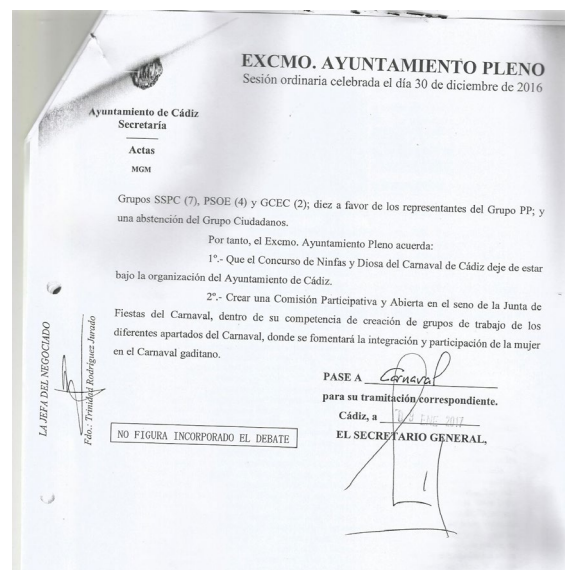 EXCMO. AYUNTAMIENTO PLENO
Sesión ordinaria celebrada el día 30 de diciembre de 2016
Ayuntamiento de Cádiz
Secretaría
Actas
MGM
Grupos SSPC (7), PSOE (4) y GCEC (2); diez a favor de los representantes del Grupo PP; y
una abstención del Grupo Ciudadanos.
Por tanto, el Excmo. Ayuntamiento Pleno acuerda:
1º.- Que el Concurso de Ninfas y Diosa del Carnaval de Cádiz deje de estar
bajo la organización del Ayuntamiento de Cádiz.
2º.- Crear una Comisión Participativa y Abierta en el seno de la Junta de
Fiestas del Carnaval, dentro de su competencia de creación de grupos de trabajo de los
diferentes apartados del Carnaval, donde se fomentará la integración y participación de la mujer
en el Carnaval gaditano.
LA JEFA DEL NEGOCIADO
Fdo.: Trinidad Rodríguez Jurado
PASE A Carnaval
para su tramitación correspondiente.
Cádiz, a ENE 2017
EL SECRETARIO GENERAL,
NO FIGURA INCORPORADO EL DEBATE